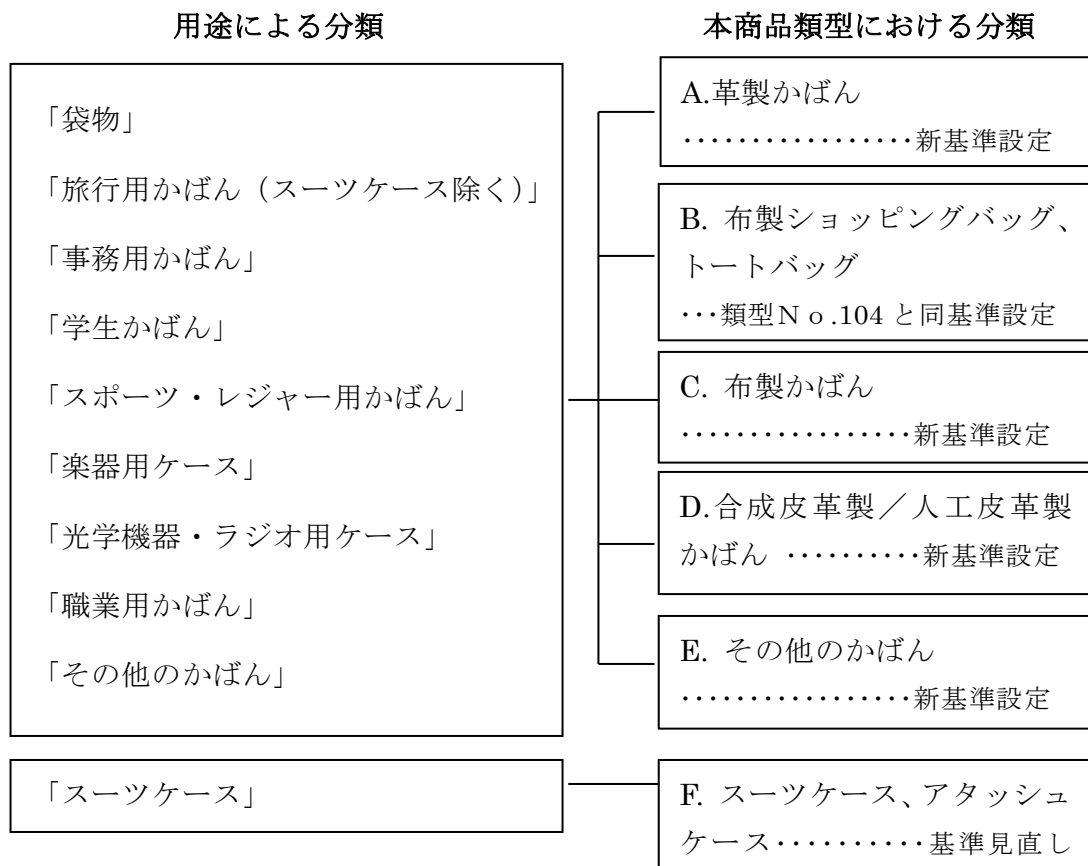 用途による分類
本商品類型における分類
「袋物」
「旅行用かばん（スーツケース除く）」
「事務用かばん」
「学生かばん」
「スポーツ・レジャー用かばん」
「楽器用ケース」
「光学機器・ラジオ用ケース」
「職業用かばん」
「その他のかばん」
「スーツケース」
A.革製かばん
･････････････････新基準設定
B. 布製ショッピングバッグ、
トートバッグ
･･･類型Ｎｏ.104 と同基準設定
C. 布製かばん
･････････････････新基準設定
D.合成皮革製／人工皮革製
かばん ･･････････新基準設定
E. その他のかばん
･････････････････新基準設定
F. スーツケース、アタッシュ
ケース･･････････基準見直し